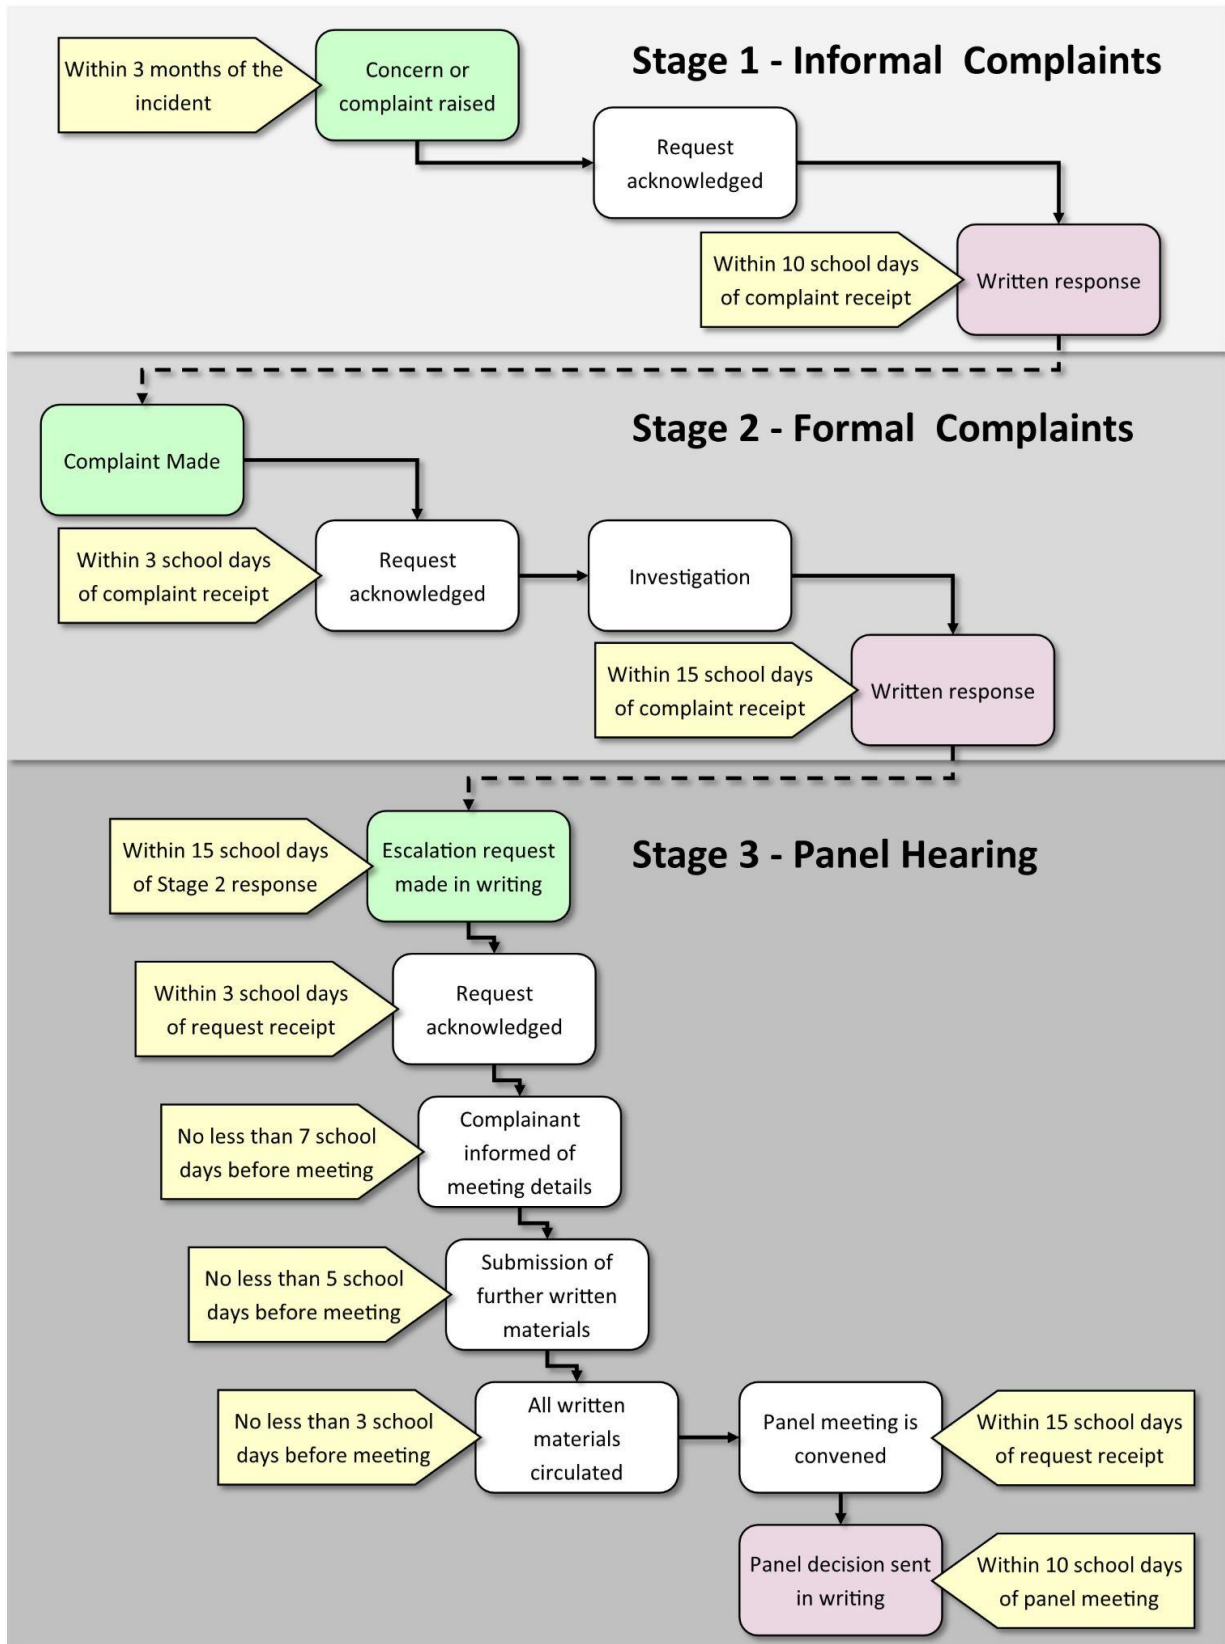 Stage 1 - Informal  Complaints
Within 3 months of the
incident
Concern or
complaint raised
Request
acknowledged
Within 10 school days
of complaint receipt
Written response
Stage 2 - Formal  Complaints
Complaint Made
Within 3 school days
of complaint receipt
Request
acknowledged
Investigation
Within 15 school days
of complaint receipt
Written response
Stage 3 - Panel Hearing
Within 15 school days
of Stage 2 response
Escalation request
made in writing
Within 3 school days
of request receipt
Request
acknowledged
No less than 7 school
days before meeting
Complainant
informed of
meeting details
No less than 5 school
days before meeting
Submission of
further written
materials
No less than 3 school
days before meeting
All written
materials
circulated
Panel meeting is
convened
Within 15 school days
of request receipt
Panel decision sent
in writing
Within 10 school days
of panel meeting